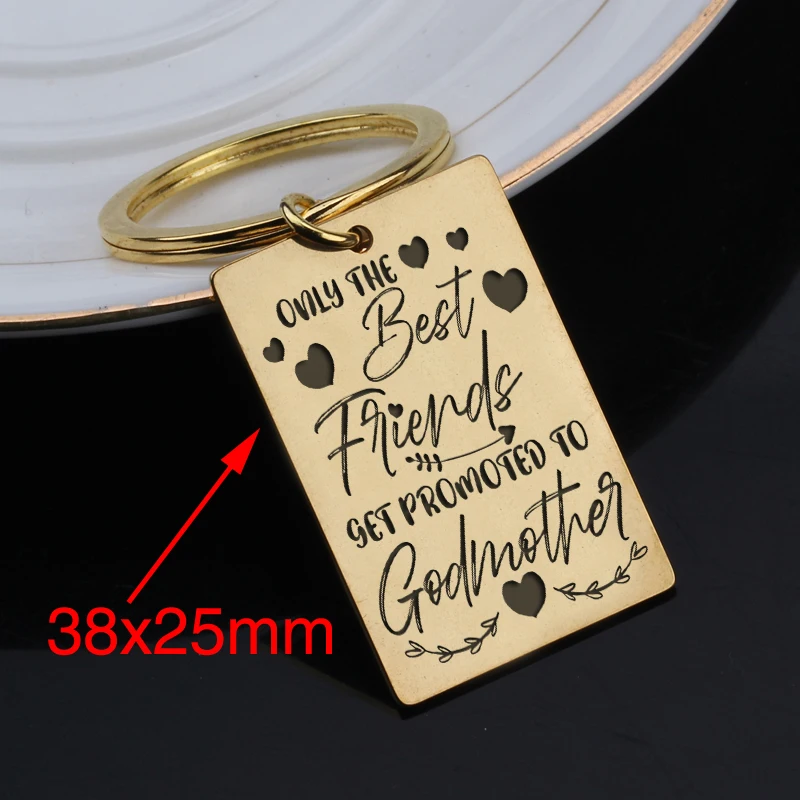 ONLY THE
Best
Friends
GET PROMOTED TO
Godmother
38x25mm